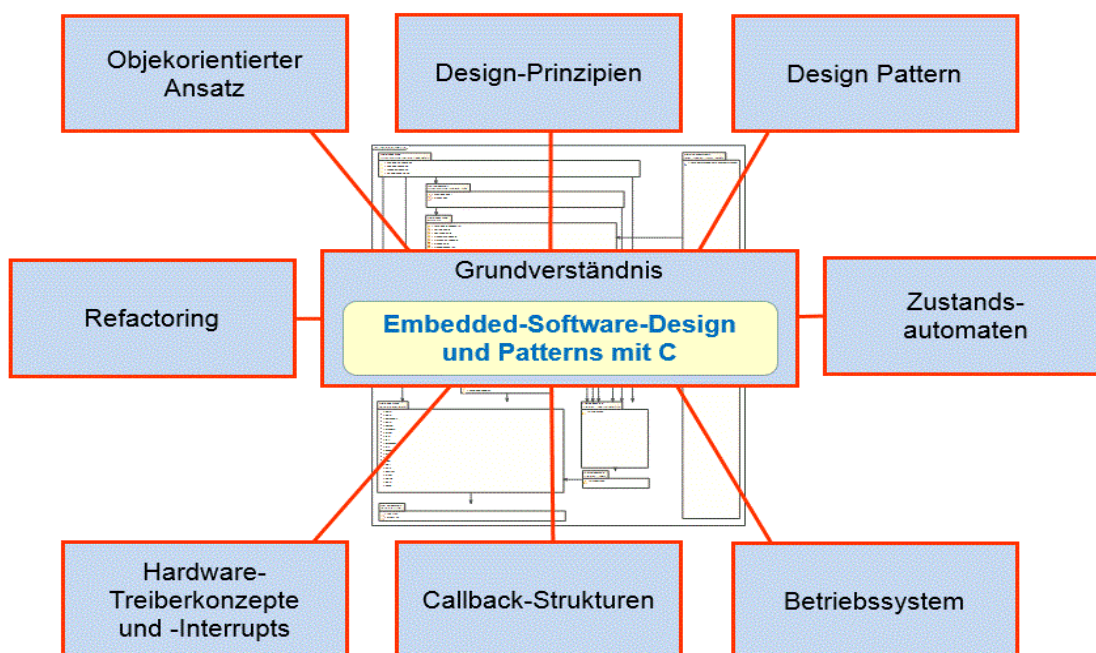 Objekorientierter
Ansatz
Design-Prinzipien
Design Pattern
Refactoring
Grundverständnis
Embedded-Software-Design
und Patterns mit C
Zustands-
automaten
Hardware-
Treiberkonzepte
und -Interrupts
Callback-Strukturen
Betriebssystem